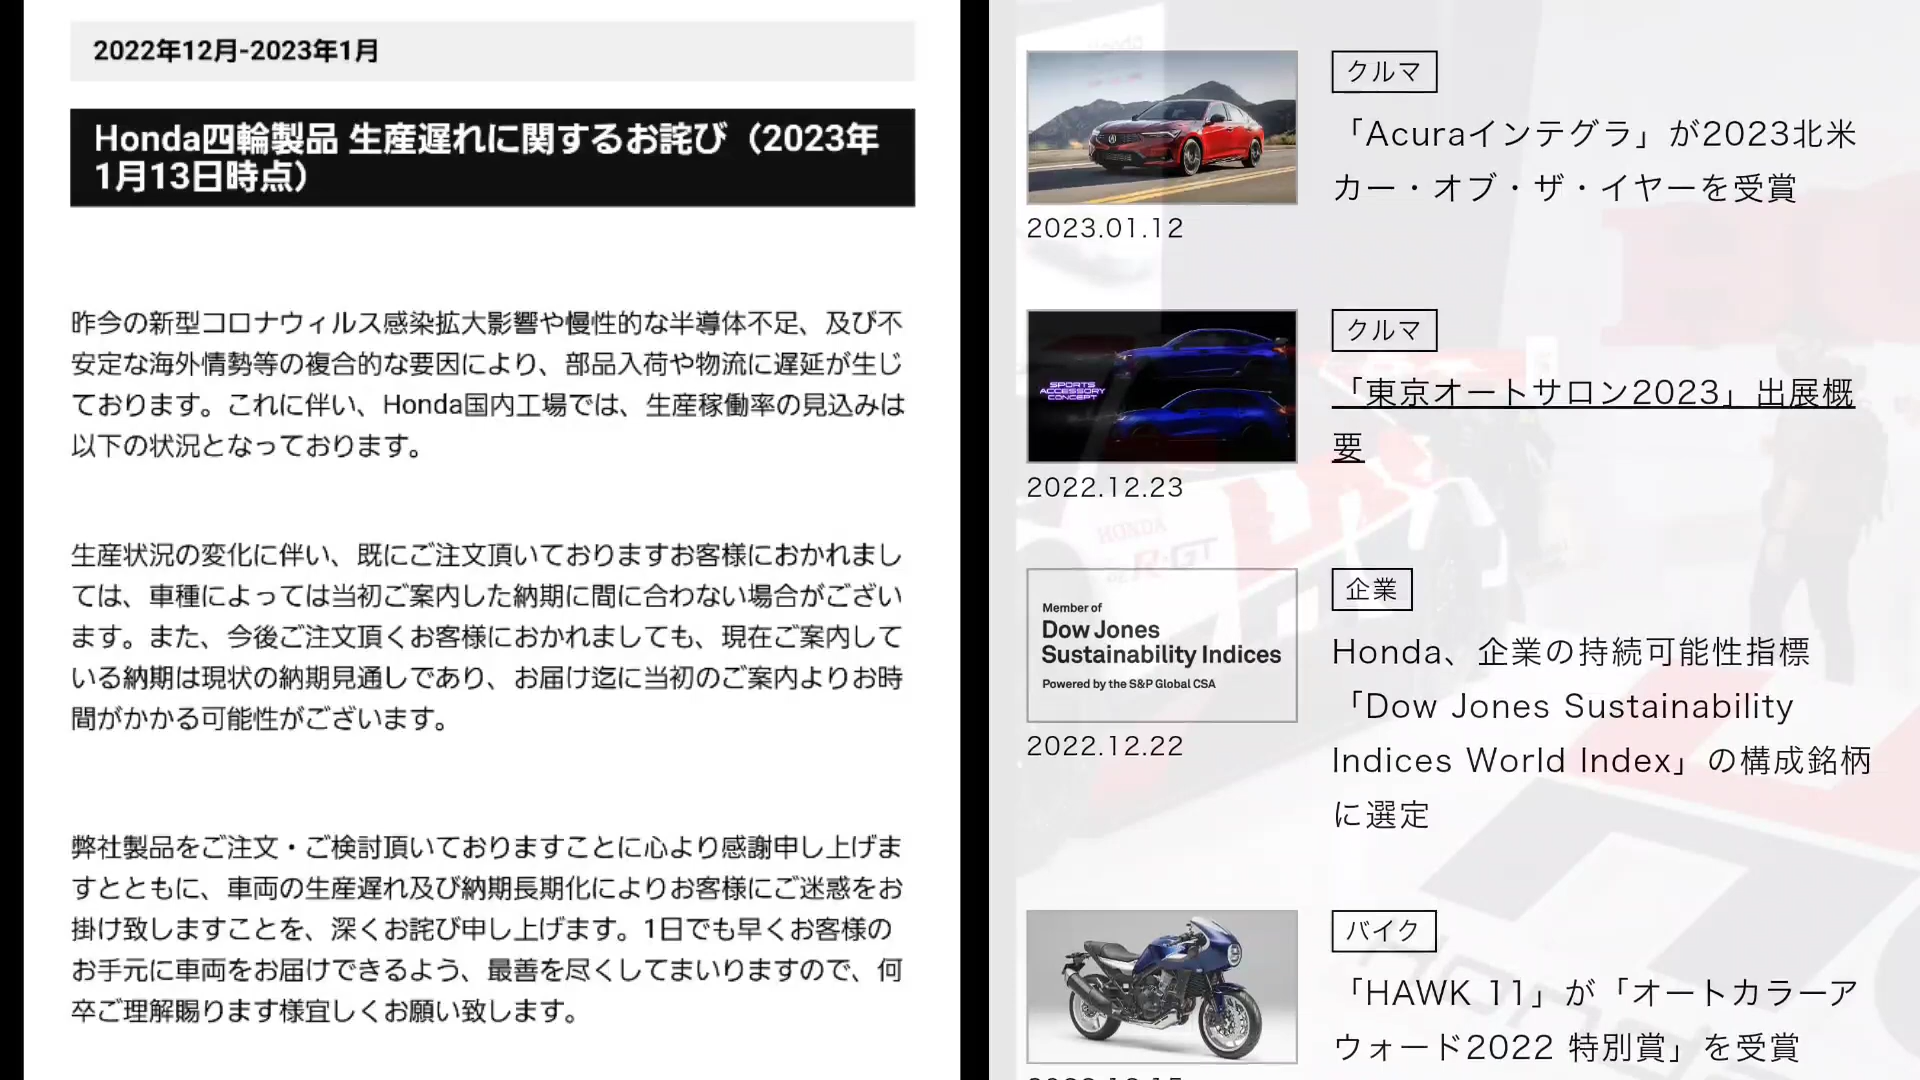 2022年12月-2023年1月
Honda四輪製品 生産遅れに関するお詫び（2023年
1月13日時点）
昨今の新型コロナウィルス感染拡大影響や慢性的な半導体不足、及び不
安定な海外情勢等の複合的な要因により、部品入荷や物流に遅延が生じ
ております。これに伴い、Honda国内工場では、生産稼働率の見込みは
以下の状況となっております。
生産状況の変化に伴い、既にご注文頂いておりますお客様におかれまし
ては、車種によっては当初ご案内した納期に間に合わない場合がござい
ます。また、今後ご注文頂くお客様におかれましても、現在ご案内して
いる納期は現状の納期見通しであり、お届け迄に当初のご案内よりお時
間がかかる可能性がございます。
弊社製品をご注文・ご検討頂いておりますことに心より感謝申し上げま
すとともに、車両の生産遅れ及び納期長期化によりお客様にご迷惑をお
掛け致しますことを、深くお詫び申し上げます。1日でも早くお客様の
お手元に車両をお届けできるよう、最善を尽くしてまいりますので、何
卒ご理解賜ります様宜しくお願い致します。
クルマ
「Acuraインテグラ」が2023北米
カー・オブ・ザ・イヤーを受賞
2023.01.12
SPORTS
ACCESSORY
CONCEPT
クルマ
「東京オートサロン2023」出展概
要
2022.12.23
HONDA
R-GT
Member of
Dow Jones
Sustainability Indices
Powered by the S&P Global CSA
企業
Honda、企業の持続可能性指標
「Dow Jones Sustainability
Indices World Index」の構成銘柄
に選定
2022.12.22
バイク
「HAWK 11」が「オートカラーア
ウォード2022 特別賞」を受賞